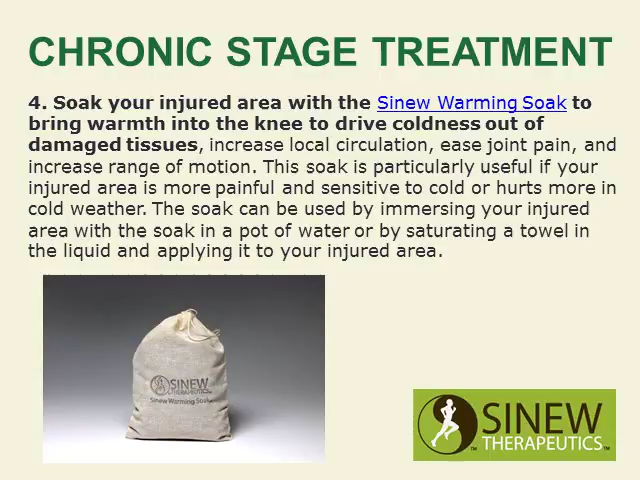 CHRONIC STAGE TREATMENT
4. Soak your injured area with the Sinew Warming Soak to
bring warmth into the knee to drive coldness out of
damaged tissues, increase local circulation, ease joint pain, and
increase range of motion. This soak is particularly useful if your
injured area is more painful and sensitive to cold or hurts more in
cold weather. The soak can be used by immersing your injured
area with the soak in a pot of water or by saturating a towel in
the liquid and applying it to your injured area.
SINEW
THERAPEUTICS
Sinew Warming Soak
SINEW
THERAPEUTICS™